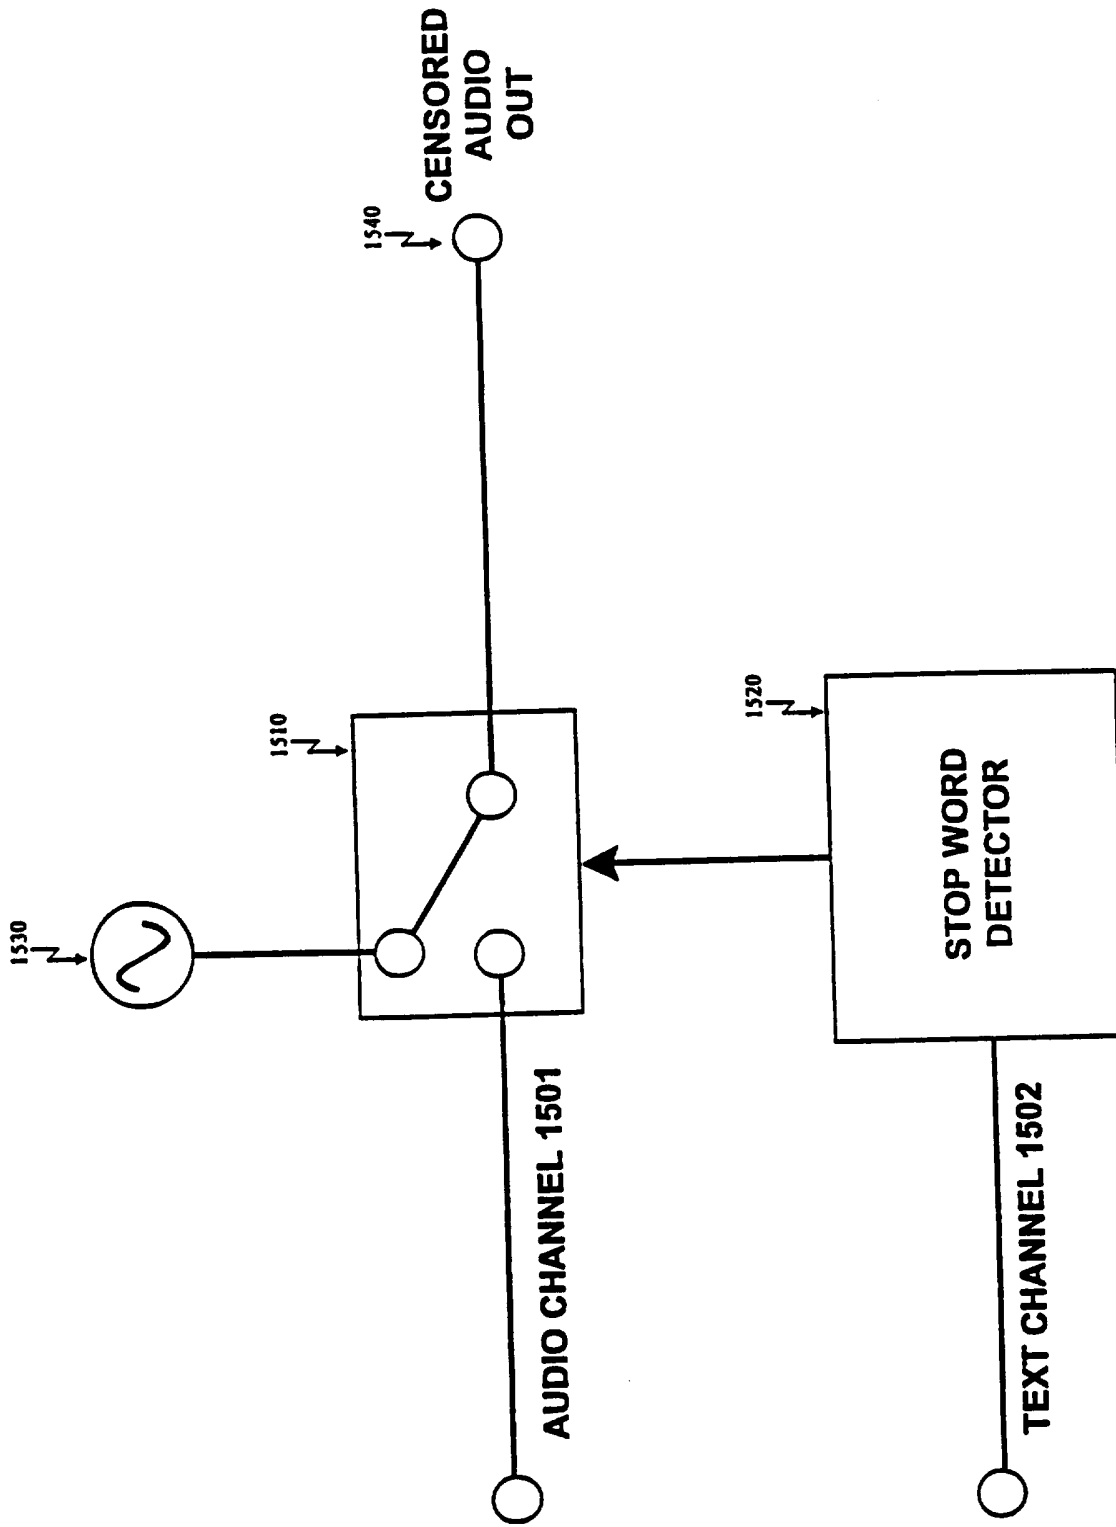 1530
1510
1540
CENSORED
AUDIO
OUT
AUDIO CHANNEL 1501
1520
STOP WORD
DETECTOR
TEXT CHANNEL 1502